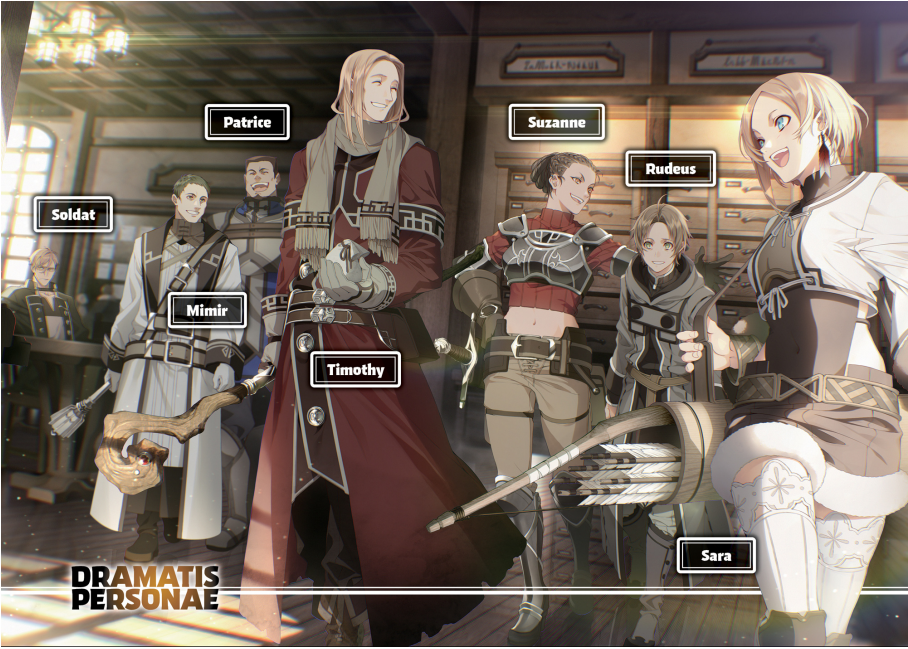 Patrice
Suzanne
Rudeus
Soldat
Mimir
Timothy
Sara
DRAMATIS
PERSONAE